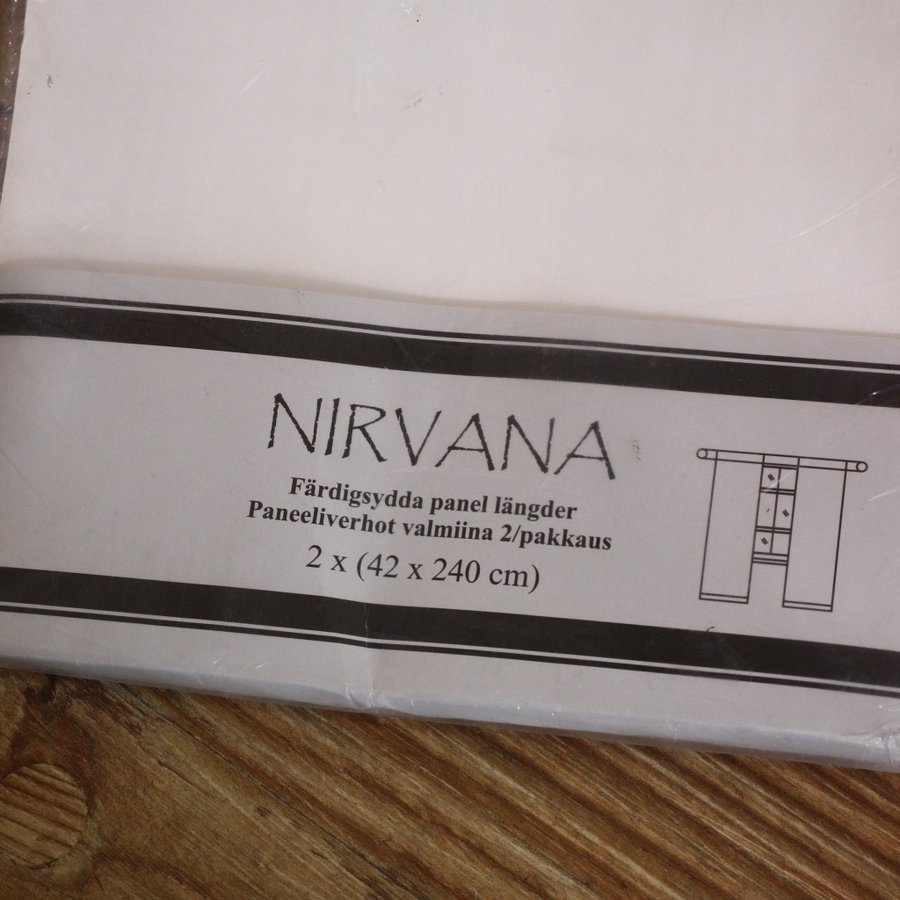 NIRVANA
Färdigsydda panel längder
Paneeliverhot valmiina 2/pakkaus
2 x (42 x 240 cm)